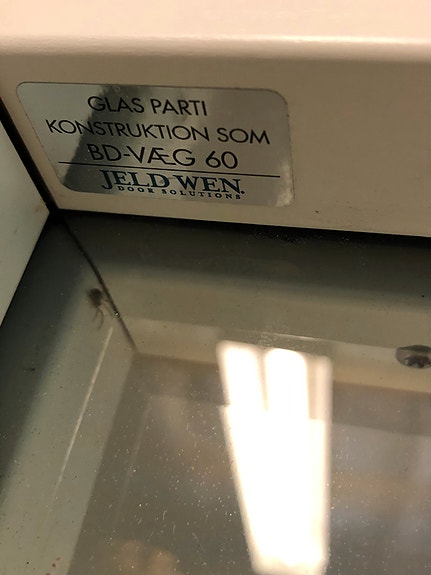 GLAS PARTI
KONSTRUKTION SOM
BD-VÆG 60
JELD-WEN.
DOOR SOLUTIONS